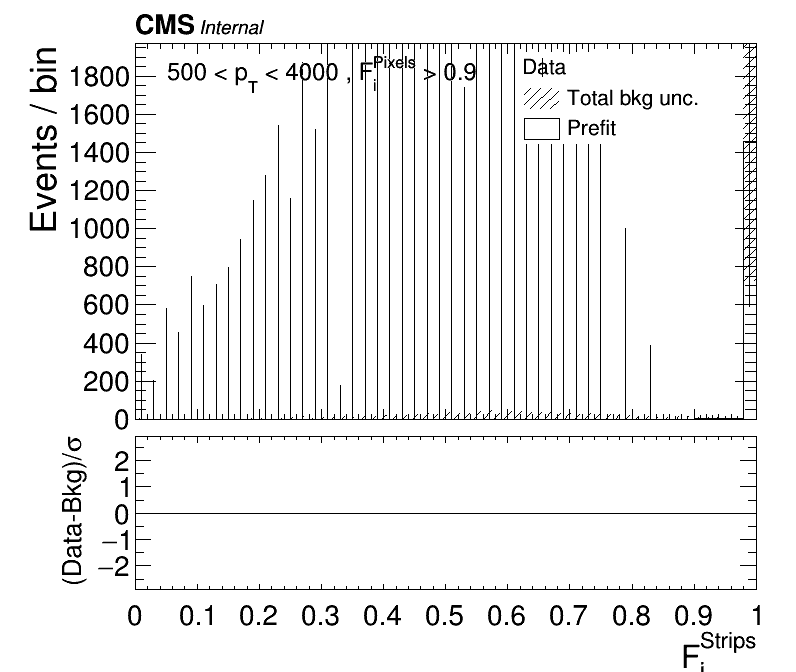 CMS Internal
500 < p_T < 4000 , F_i^Pixels > 0.9
Data
Total bkg unc.
Prefit
Events / bin
1800
1600
1400
1200
1000
800
600
400
200
0
(Data-Bkg)/σ
2
1
0
−1
−2
0 0.1 0.2 0.3 0.4 0.5 0.6 0.7 0.8 0.9 1
F_i^Strips